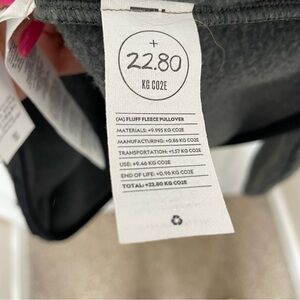 +
22.80
KG CO2E
(M) FLUFF FLEECE PULLOVER
MATERIALS: +9.995 KG CO2E
MANUFACTURING: +0.86 KG CO2E
TRANSPORTATION: +1.57 KG CO2E
USE: +9.46 KG CO2E
END OF LIFE: +0.96 KG CO2E
TOTAL: +22.80 KG CO2E